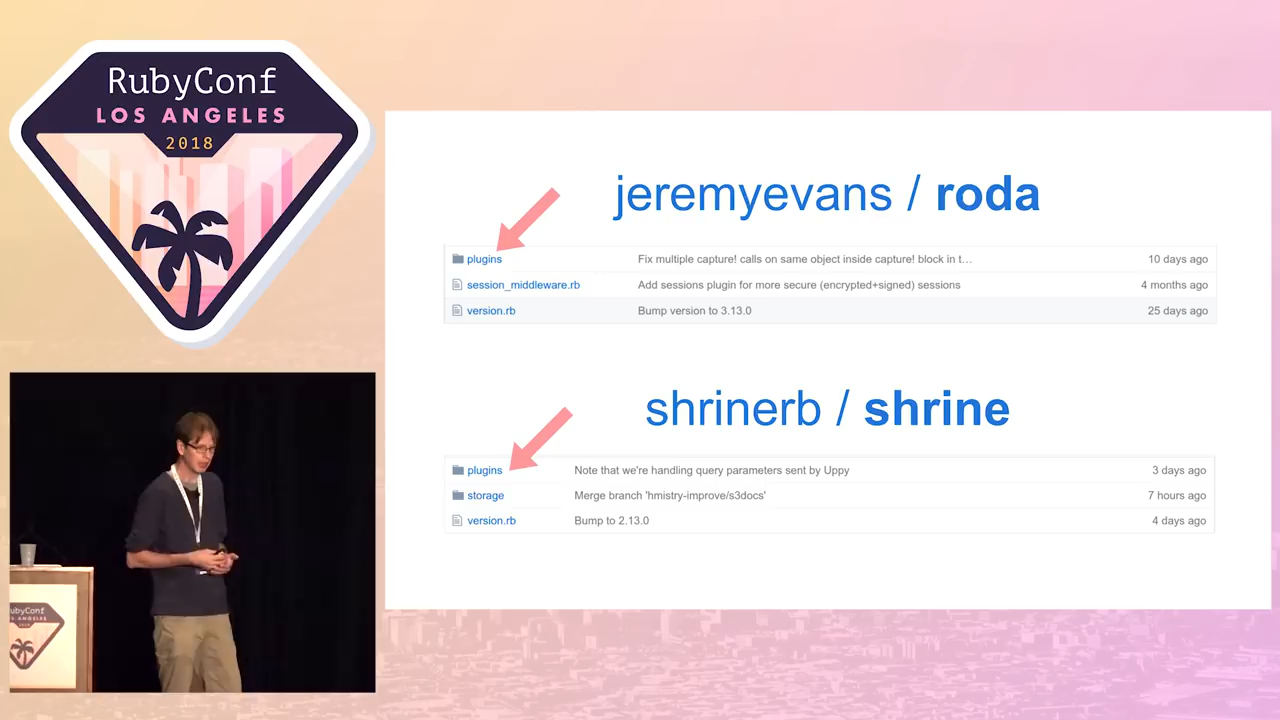 RubyConf
LOS ANGELES
2018
jeremyevans / roda
plugins Fix multiple capture! calls on same object inside capture! block in t… 10 days ago
session_middleware.rb Add sessions plugin for more secure (encrypted+signed) sessions 4 months ago
version.rb Bump version to 3.13.0 25 days ago
shrinerb / shrine
plugins Note that we're handling query parameters sent by Uppy 3 days ago
storage Merge branch 'hmistry-improve/s3docs' 7 hours ago
version.rb Bump to 2.13.0 4 days ago
ubyConf
S ANGELES
2018